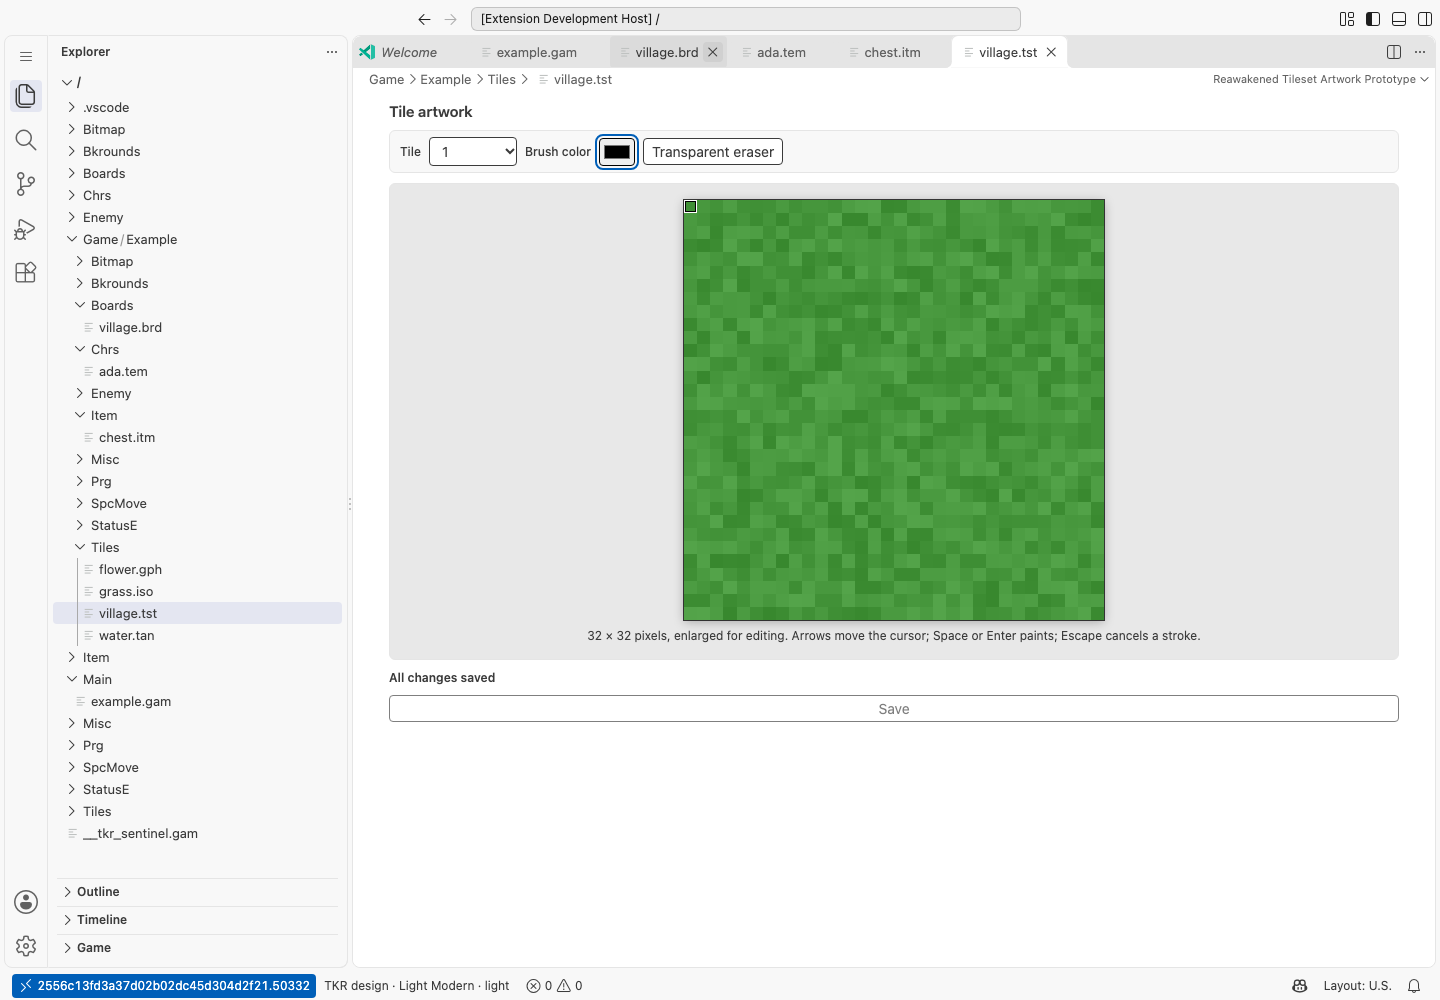 [Extension Development Host] /
Explorer
/
.vscode
Bitmap
Bkrounds
Boards
Chrs
Enemy
Game / Example
Bitmap
Bkrounds
Boards
village.brd
Chrs
ada.tem
Enemy
Item
chest.itm
Misc
Prg
SpcMove
StatusE
Tiles
flower.gph
grass.iso
village.tst
water.tan
Item
Main
example.gam
Misc
Prg
SpcMove
StatusE
Tiles
__tkr_sentinel.gam
Outline
Timeline
Game
Welcome
example.gam
village.brd
ada.tem
chest.itm
village.tst
Game > Example > Tiles > village.tst
Reawakened Tileset Artwork Prototype
Tile artwork
Tile 1 Brush color Transparent eraser
32 × 32 pixels, enlarged for editing. Arrows move the cursor; Space or Enter paints; Escape cancels a stroke.
All changes saved
Save
2556c13fd3a37d02b02dc45d304d2f21.50332 TKR design · Light Modern · light 0 0 Layout: U.S.